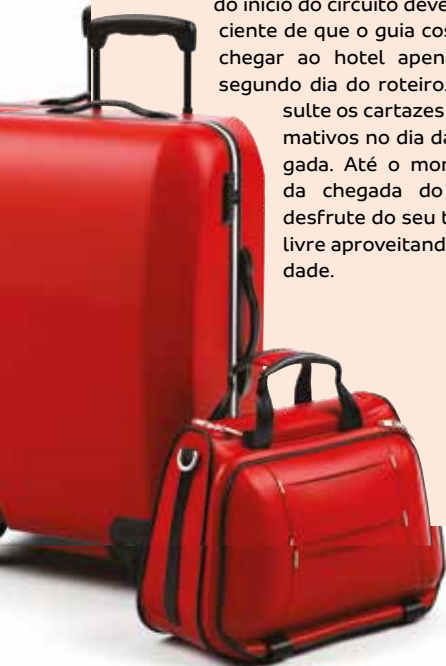 do início do circuito deve
ciente de que o guia cos
chegar ao hotel apena
segundo dia do roteiro.
sulte os cartazes
mativos no dia da
gada. Até o mor
da chegada do
desfrute do seu t
livre aproveitand
dade.